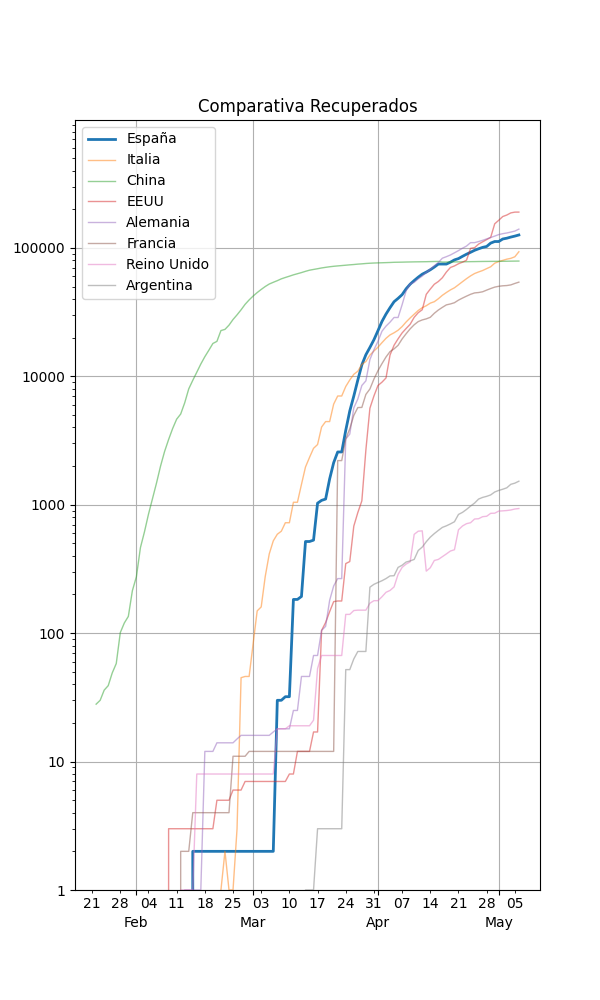 Comparativa Recuperados
España
Italia
China
EEUU
Alemania
Francia
Reino Unido
Argentina
100000
10000
1000
100
10
1
21 28 04 11 18 25 03 10 17 24 31 07 14 21 28 05
Feb Mar Apr May